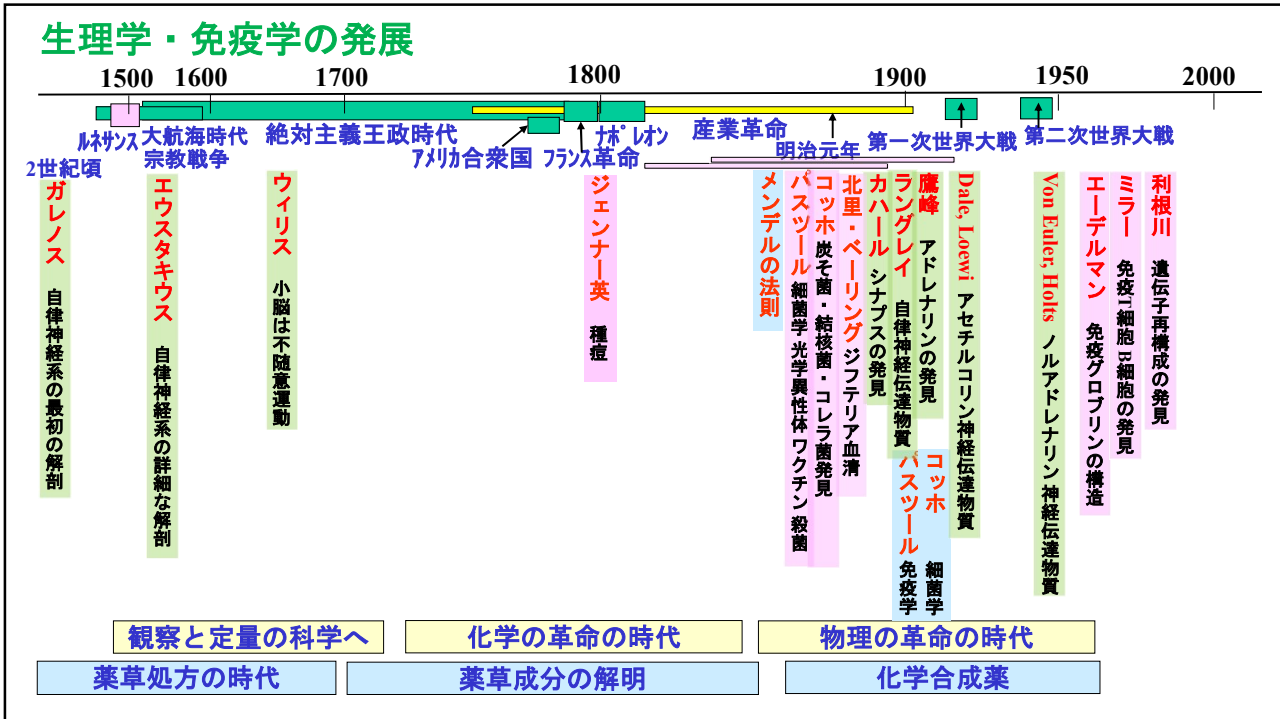 生理学・免疫学の発展
1500
1600
1700
1800
1900
1950
2000
ﾙﾈｻﾝｽ
大航海時代
宗教戦争
絶対主義王政時代
アメリカ合衆国
フランス革命
ﾅﾎﾟﾚｵﾝ
産業革命
明治元年
第一次世界大戦
第二次世界大戦
2世紀頃
ガレノス 自律神経系の最初の解剖
エウスタキウス 自律神経系の詳細な解剖
ウィリス 小脳は不随意運動
ジェンナー英 種痘
メンデルの法則
パスツール 細菌学 光学異性体 ワクチン 殺菌
コッホ 炭そ菌・結核菌・コレラ菌発見
北里・ベーリング ジフテリア血清
カハール シナプスの発見
ラングレイ 自律神経伝達物質
鷹峰 アドレナリンの発見
パスツール 免疫学
コッホ 細菌学
Dale, Loewi アセチルコリン神経伝達物質
Von Euler, Holts ノルアドレナリン 神経伝達物質
エーデルマン 免疫グロブリンの構造
ミラー 免疫T細胞 B細胞の発見
利根川 遺伝子再構成の発見
観察と定量の科学へ
化学の革命の時代
物理の革命の時代
薬草処方の時代
薬草成分の解明
化学合成薬